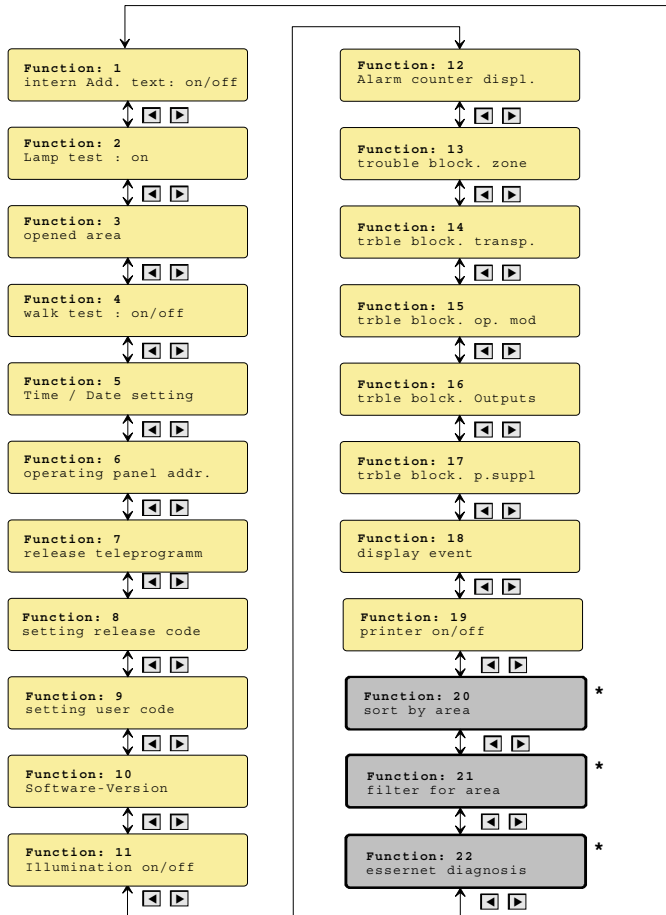 Function: 1
intern Add. text: on/off
Function: 2
Lamp test : on
Function: 3
opened area
Function: 4
walk test : on/off
Function: 5
Time / Date setting
Function: 6
operating panel addr.
Function: 7
release teleprogramm
Function: 8
setting release code
Function: 9
setting user code
Function: 10
Software-Version
Function: 11
Illumination on/off
Function: 12
Alarm counter displ.
Function: 13
trouble block. zone
Function: 14
trble block. transp.
Function: 15
trble block. op. mod
Function: 16
trble bolck. Outputs
Function: 17
trble block. p.suppl
Function: 18
display event
Function: 19
printer on/off
Function: 20
sort by area
*
Function: 21
filter for area
*
Function: 22
essernet diagnosis
*